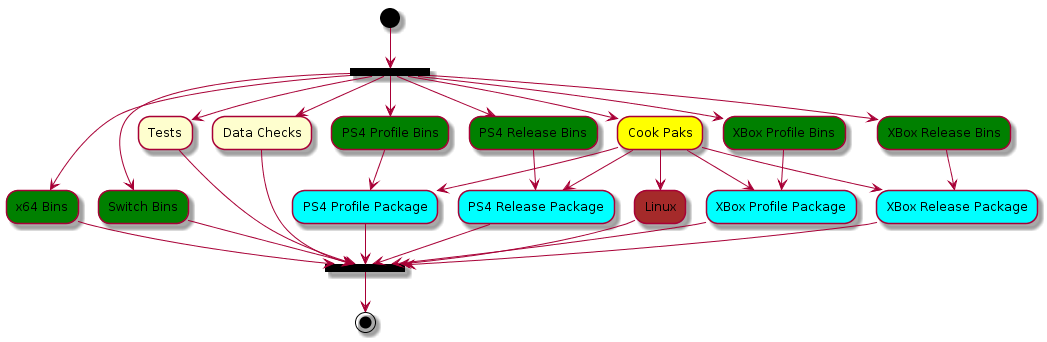 Tests
Data Checks
PS4 Profile Bins
PS4 Release Bins
Cook Paks
XBox Profile Bins
XBox Release Bins
x64 Bins
Switch Bins
PS4 Profile Package
PS4 Release Package
Linux
XBox Profile Package
XBox Release Package